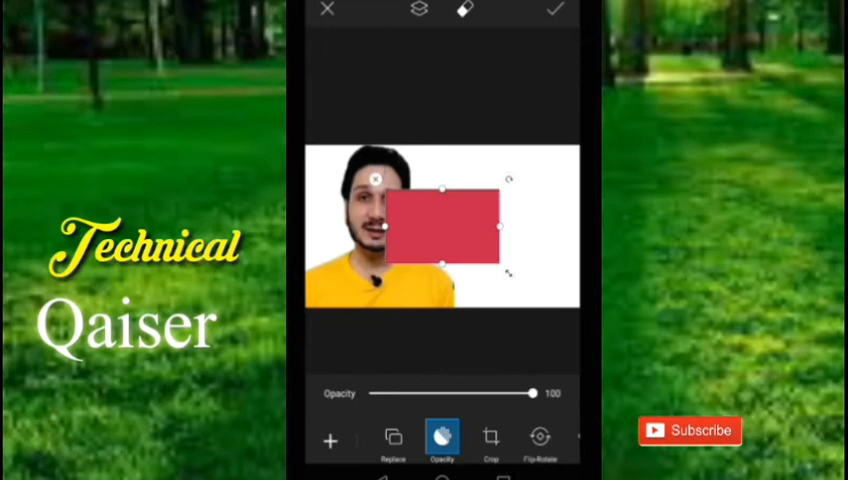 Technical
Qaiser
Opacity 100
Replace Opacity Crop Flip-Rotate
Subscribe